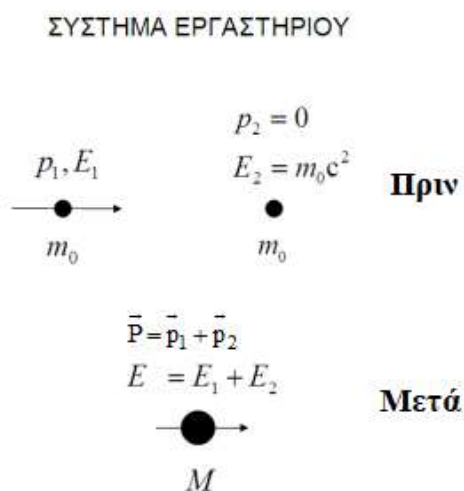 ΣΥΣΤΗΜΑ ΕΡΓΑΣΤΗΡΙΟΥ
p₂ = 0
p₁, E₁
E₂ = m₀c²
Πριν
m₀
m₀
P⃗ = p⃗₁ + p⃗₂
E = E₁ + E₂
Μετά
M